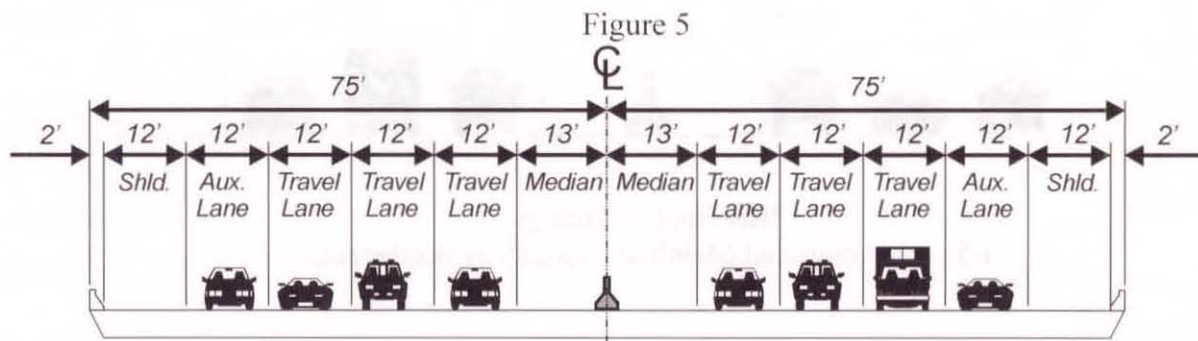 Figure 5
℄
75' 75'
2' 12' 12' 12' 12' 12' 13' 13' 12' 12' 12' 12' 12' 2'
Shld. Aux. Travel Travel Travel Median Median Travel Travel Travel Aux. Shld.
Lane Lane Lane Lane Lane Lane Lane Lane